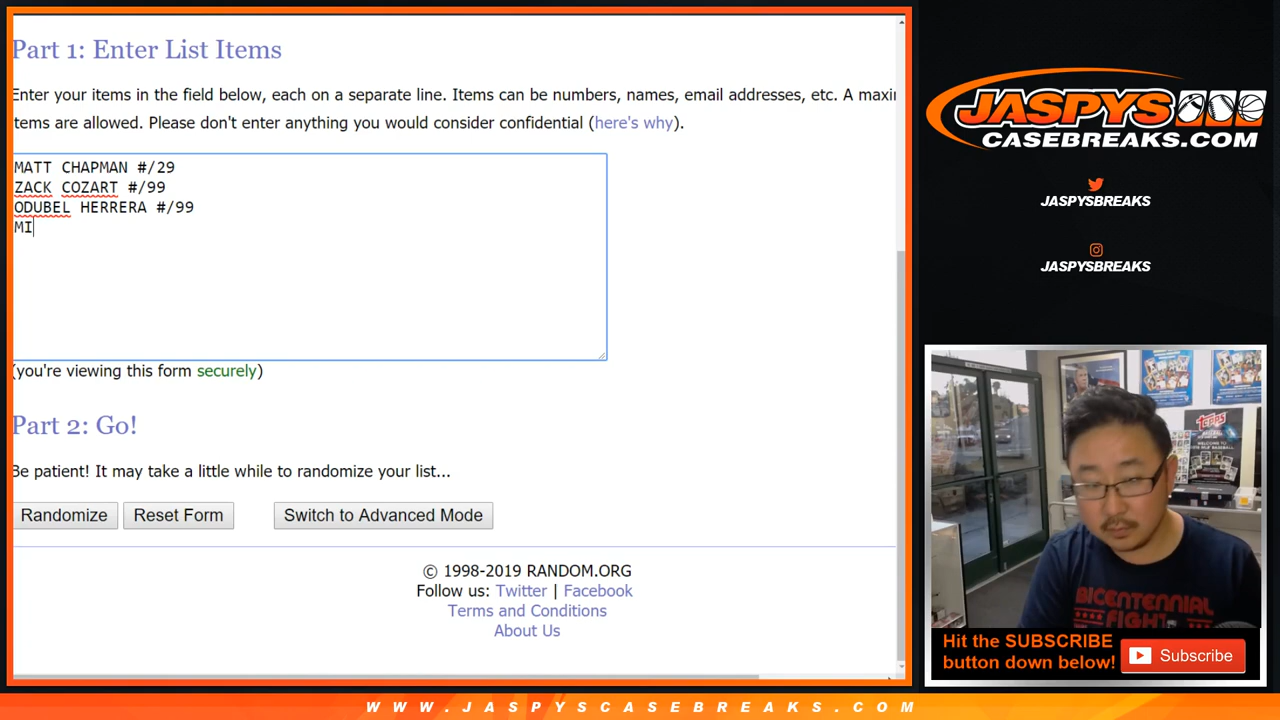 Part 1: Enter List Items
Enter your items in the field below, each on a separate line. Items can be numbers, names, email addresses, etc. A maxi
tems are allowed. Please don't enter anything you would consider confidential (here's why).
MATT CHAPMAN #/29
ZACK COZART #/99
ODUBEL HERRERA #/99
MI
(you're viewing this form securely)
Part 2: Go!
Be patient! It may take a little while to randomize your list...
Randomize Reset Form Switch to Advanced Mode
© 1998-2019 RANDOM.ORG
Follow us: Twitter | Facebook
Terms and Conditions
About Us
JASPYS
CASEBREAKS.COM
JASPYSBREAKS
JASPYSBREAKS
TOPPS
BICENTENNIAL
FIGHT
Hit the SUBSCRIBE
button down below!
Subscribe
WWW.JASPYSCASEBREAKS.COM